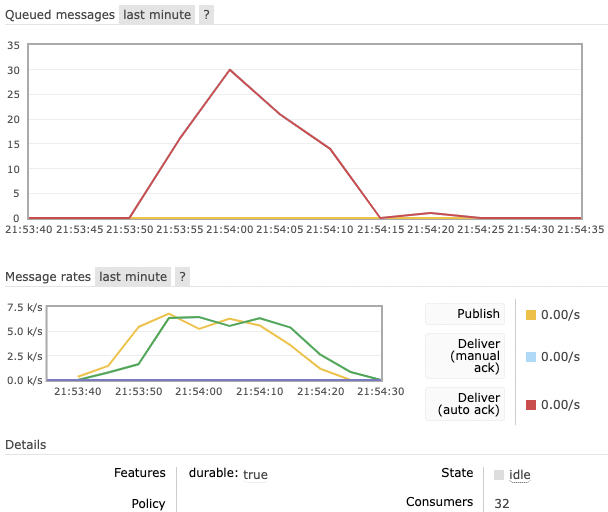 Queued messages last minute ?
35
30
25
20
15
10
5
0
21:53:40 21:53:45 21:53:50 21:53:55 21:54:00 21:54:05 21:54:10 21:54:15 21:54:20 21:54:25 21:54:30 21:54:35
Message rates last minute ?
7.5 k/s
5.0 k/s
2.5 k/s
0.0 k/s
21:53:40 21:53:50 21:54:00 21:54:10 21:54:20 21:54:30
Publish 0.00/s
Deliver
(manual
ack)
0.00/s
Deliver
(auto ack)
0.00/s
Details
Features durable: true
Policy
State idle
Consumers 32